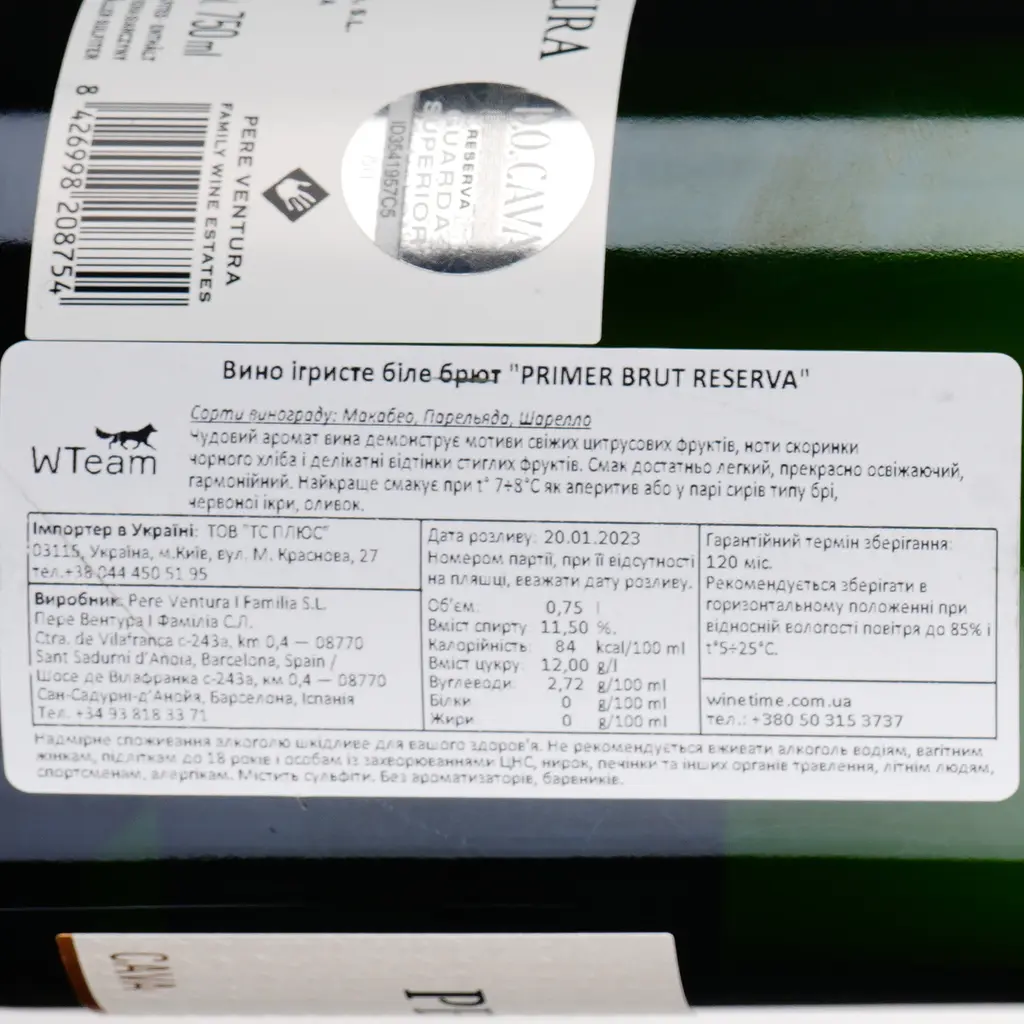 URA
S.L.
750ml
8 426998 208754
PERE VENTURA
FAMILY WINE ESTATES
D.O. CAVA
RESERVA
GUARDA
SUPERIOR
ID3541957C5
Вино ігристе біле брют "PRIMER BRUT RESERVA"
WTeam
Сорти винограду: Макабео, Парельяда, Шарелло
Чудовий аромат вина демонструє мотиви свіжих цитрусових фруктів, ноти скоринки
чорного хліба і делікатні відтінки стиглих фруктів. Смак достатньо легкий, прекрасно освіжаючий,
гармонійний. Найкраще смакує при t° 7÷8°С як аперитив або у парі сирів типу брі,
червоної ікри, оливок.
Імпортер в Україні: ТОВ "ТС ПЛЮС"
03115, Україна, м.Київ, вул. М. Краснова, 27
тел.+38 044 450 51 95
Виробник: Pere Ventura I Familia S.L.
Пере Вентура І Фамілія С.Л.
Ctra. de Vilafranca c-243a, km 0,4 — 08770
Sant Sadurni d'Anoia, Barcelona, Spain /
Шосе де Вілафранка с-243а, км 0,4 — 08770
Сан-Садурні-д'Анойя, Барселона, Іспанія
Тел. +34 93 818 33 71
Дата розливу: 20.01.2023
Номером партії, при її відсутності
на пляшці, вважати дату розливу.
Об'єм: 0,75 l
Вміст спирту 11,50 %.
Калорійність: 84 kcal/100 ml
Вміст цукру 12,00 g/l
Вуглеводи: 2,72 g/100 ml
Білки 0 g/100 ml
Жири: 0 g/100 ml
Гарантійний термін зберігання:
120 міс.
Рекомендується зберігати в
горизонтальному положенні при
відносній вологості повітря до 85% і
t°5÷25°С.
winetime.com.ua
тел.: +380 50 315 3737
Надмірне споживання алкоголю шкідливе для вашого здоров'я. Не рекомендується вживати алкоголь водіям, вагітним
жінкам, підліткам до 18 років і особам із захворюваннями ЦНС, нирок, печінки та інших органів травлення, літнім людям,
спортсменам, алергікам. Містить сульфіти. Без ароматизаторів, барвників.
CAVA